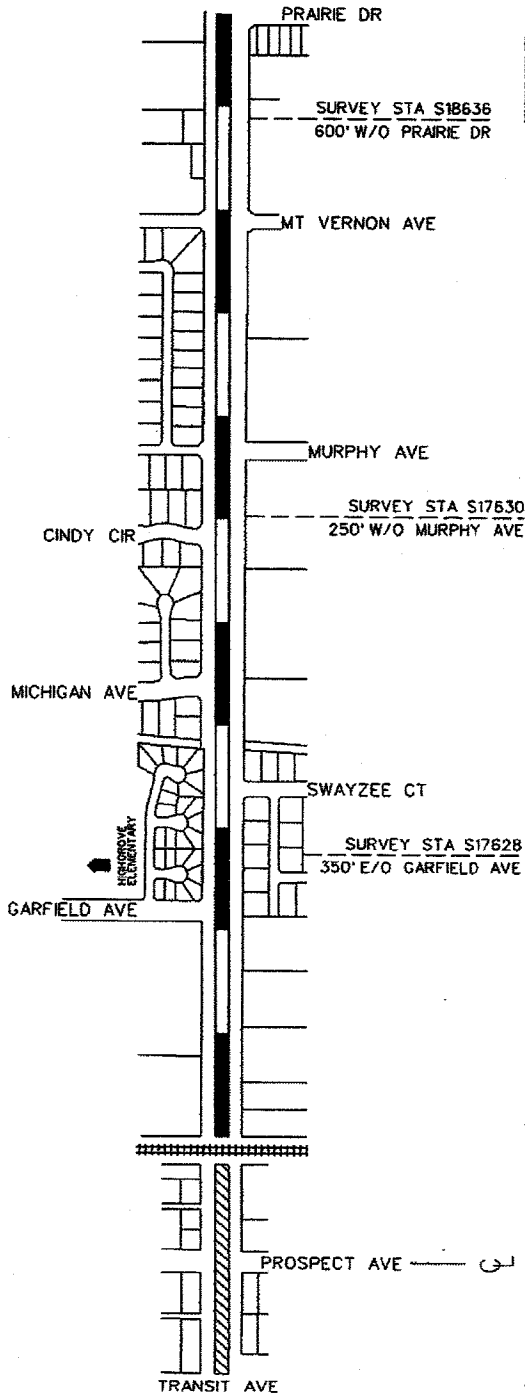 PRAIRIE DR
SURVEY STA S18636
600' W/O PRAIRIE DR
MT VERNON AVE
MURPHY AVE
SURVEY STA S17630
250' W/O MURPHY AVE
CINDY CIR
MICHIGAN AVE
SWAYZEE CT
HIGHGROVE
ELEMENTARY
SURVEY STA S17628
350' E/O GARFIELD AVE
GARFIELD AVE
PROSPECT AVE
TRANSIT AVE